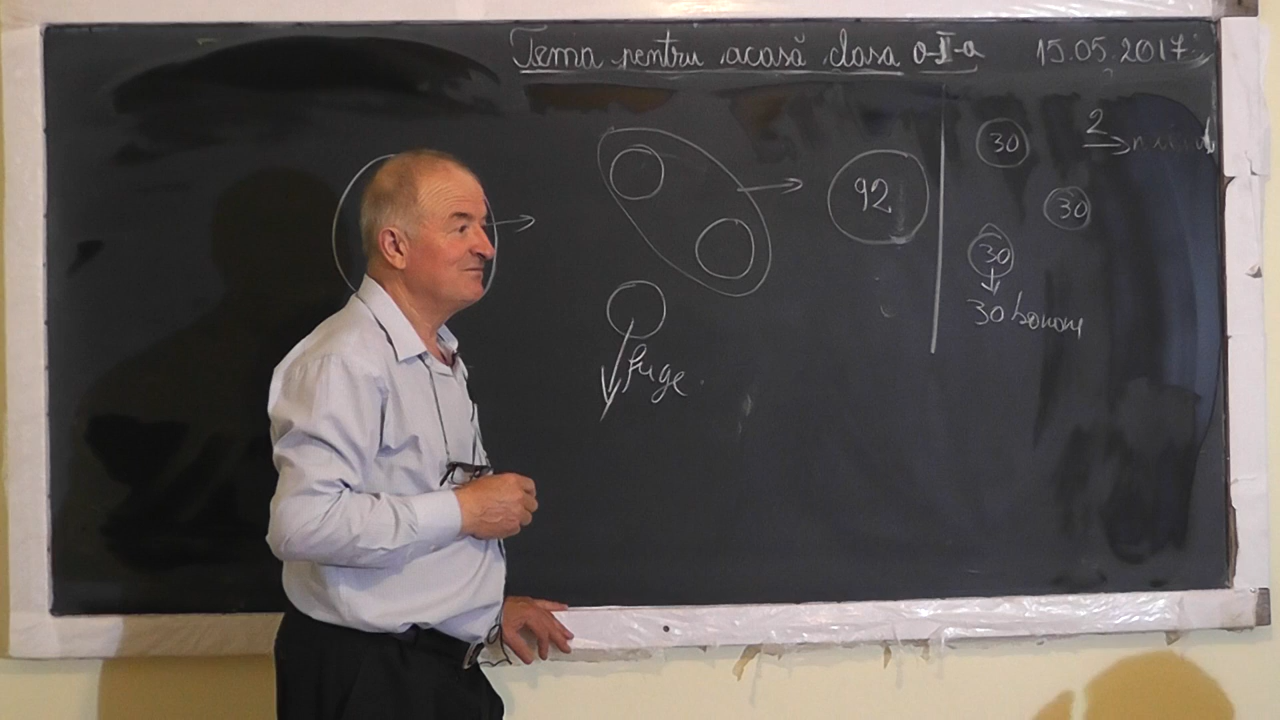 Tema pentru acasă clasa a-II-a 15.05.2017
30 2
92 30
30
30 bomboane
fuge